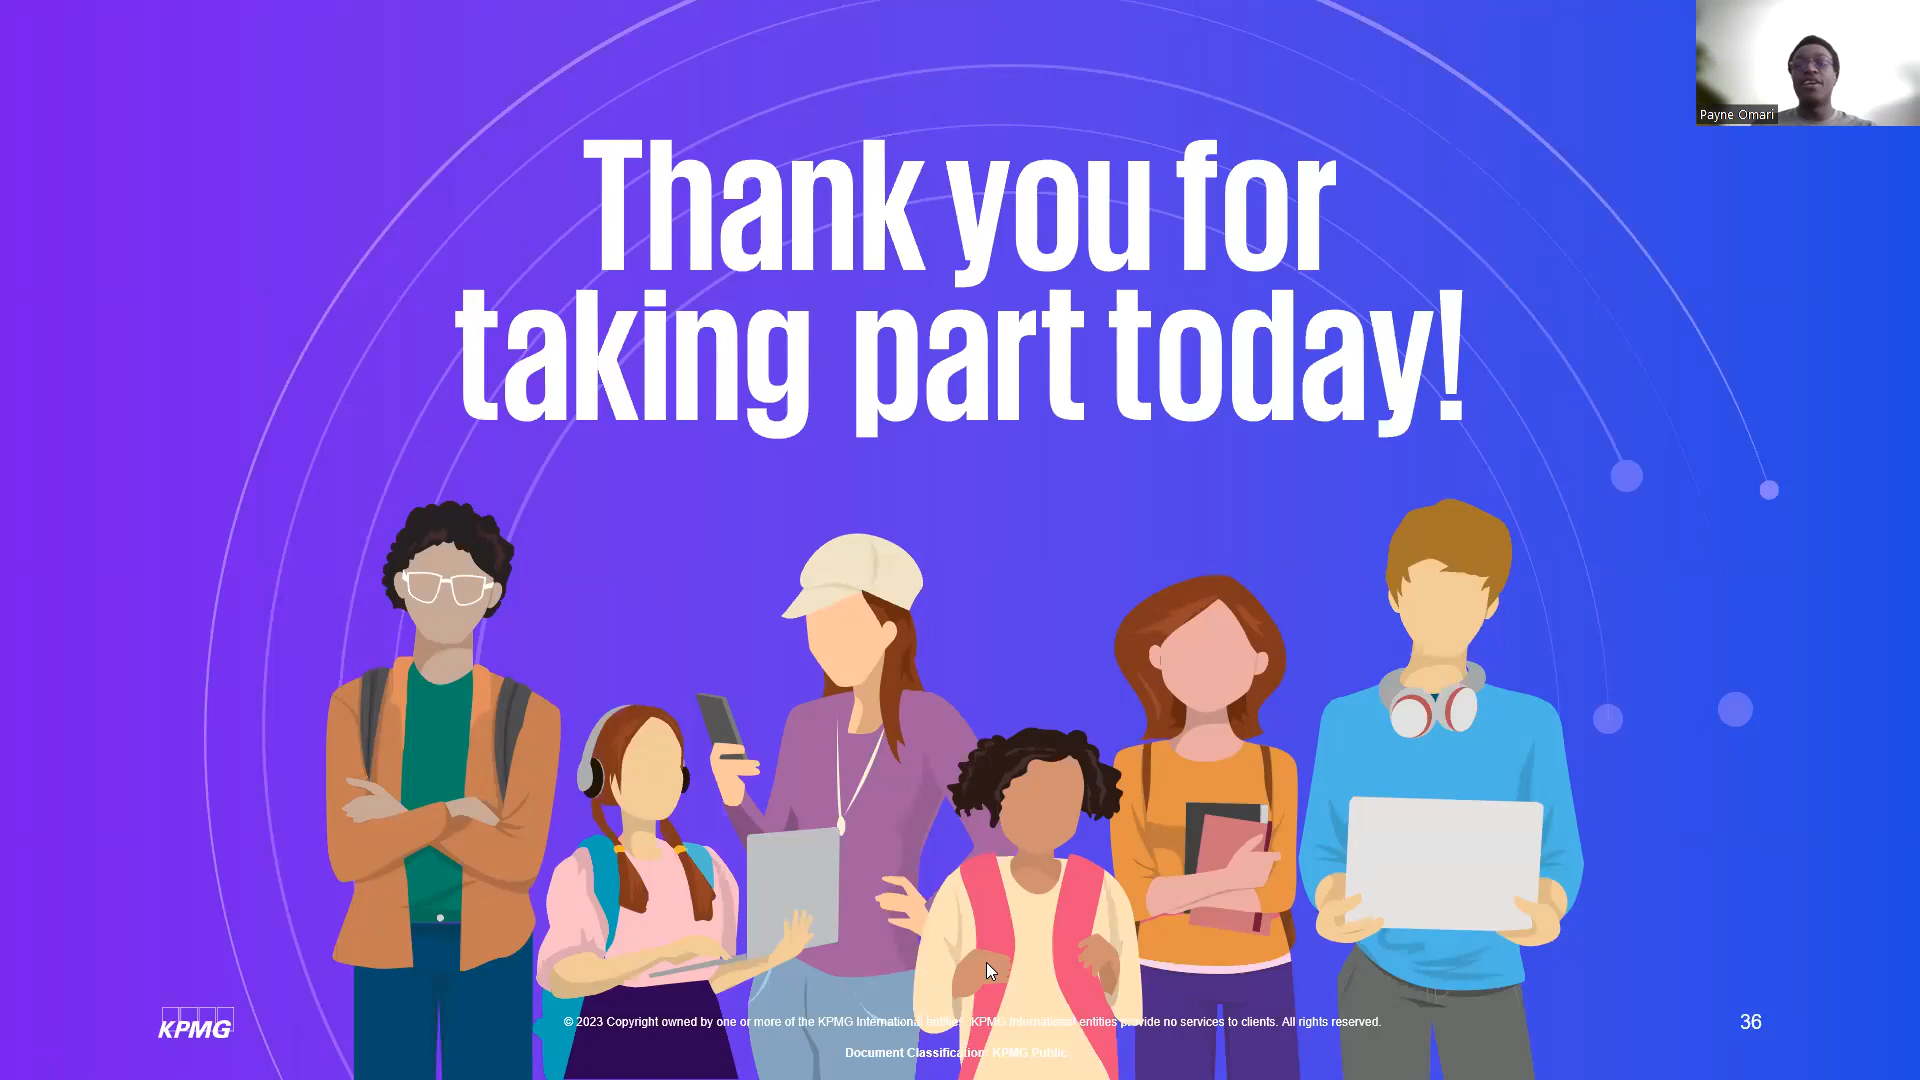 Payne Omari
Thank you for
taking part today!
KPMG
© 2023 Copyright owned by one or more of the KPMG International entities. KPMG International entities provide no services to clients. All rights reserved.
36
Document Classification: KPMG Public